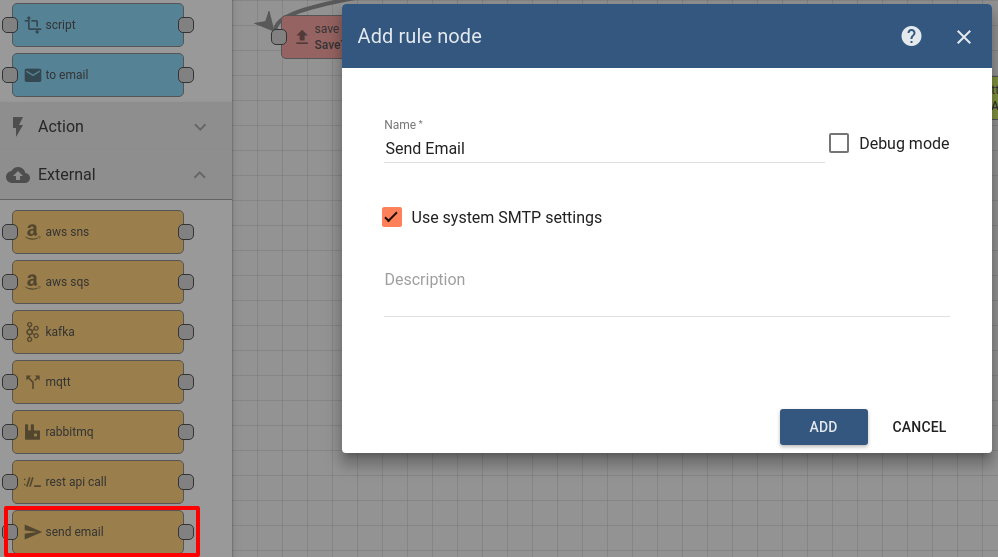 script
to email
Action
External
aws sns
aws sqs
kafka
mqtt
rabbitmq
rest api call
send email
save
Add rule node
Name *
Send Email
Debug mode
Use system SMTP settings
Description
ADD
CANCEL